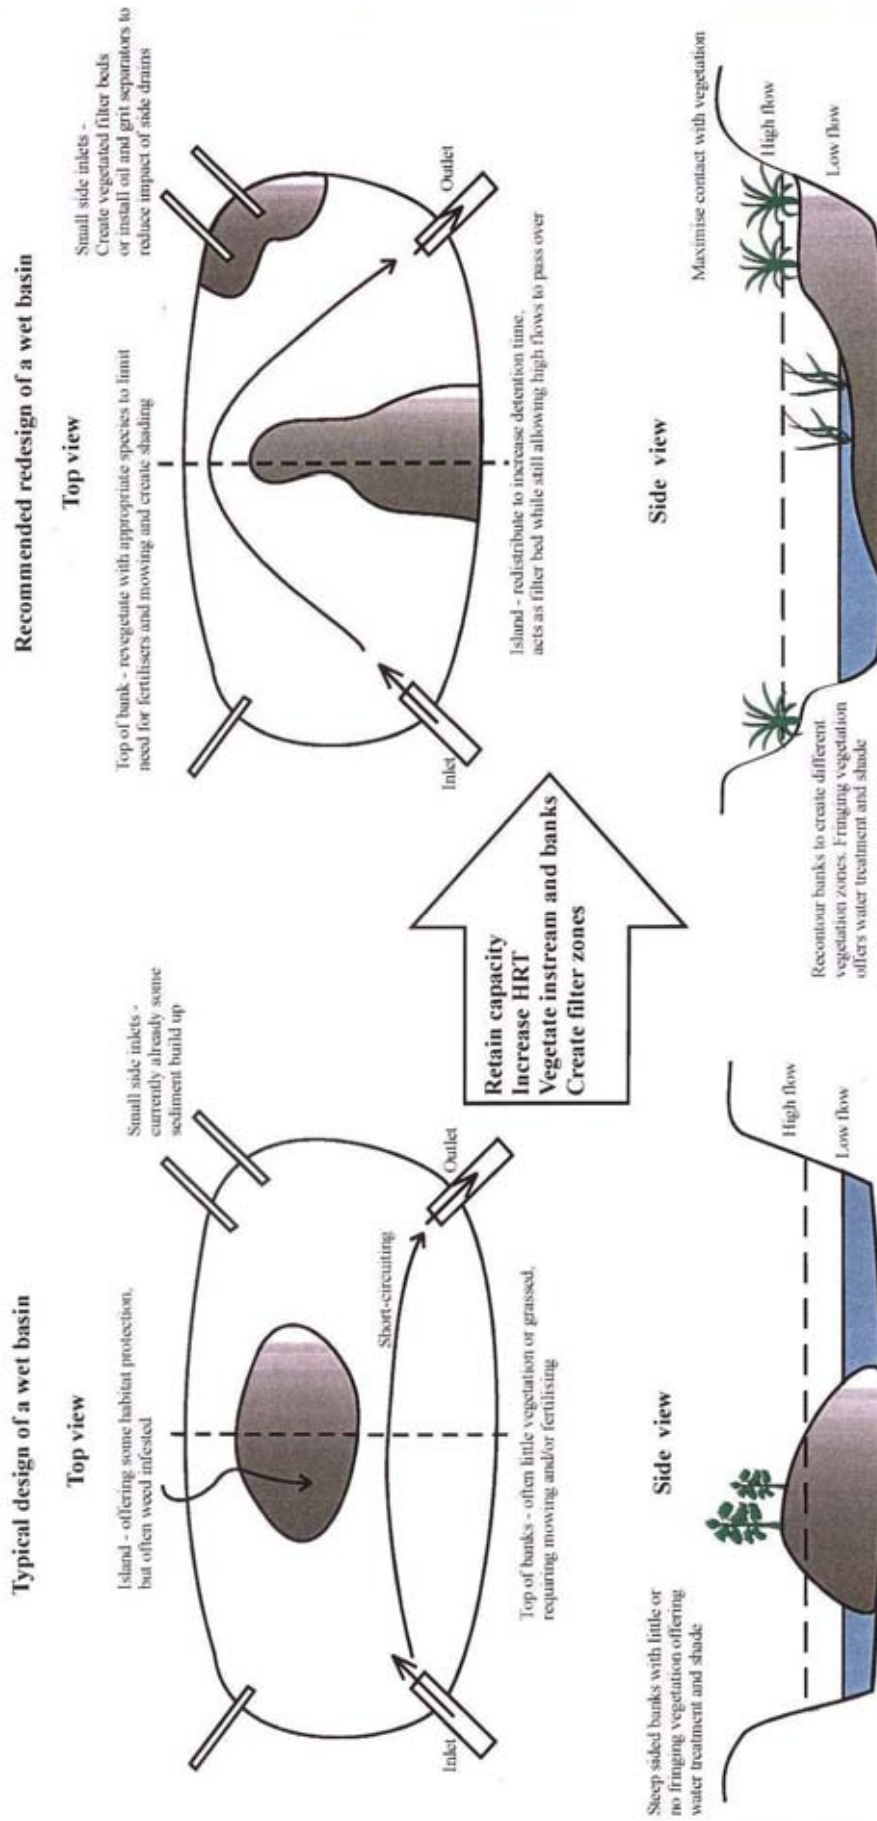 Typical design of a wet basin
Top view
Island - offering some habitat protection,
but often weed infested
Small side inlets -
currently already some
sediment build up
Short-circuiting
Inlet
Outlet
Top of banks - often little vegetation or grassed,
requiring mowing and/or fertilising
Side view
Steep sided banks with little or
no fringing vegetation offering
water treatment and shade
High flow
Low flow
Retain capacity
Increase HRT
Vegetate instream and banks
Create filter zones
Recommended redesign of a wet basin
Top view
Top of bank - revegetate with appropriate species to limit
need for fertilisers and mowing and create shading
Small side inlets -
Create vegetated filter beds
or install oil and grit separators to
reduce impact of side drains
Inlet
Outlet
Island - redistribute to increase detention time,
acts as filter bed while still allowing high flows to pass over
Side view
Maximise contact with vegetation
High flow
Low flow
Recontour banks to create different
vegetation zones. Fringing vegetation
offers water treatment and shade